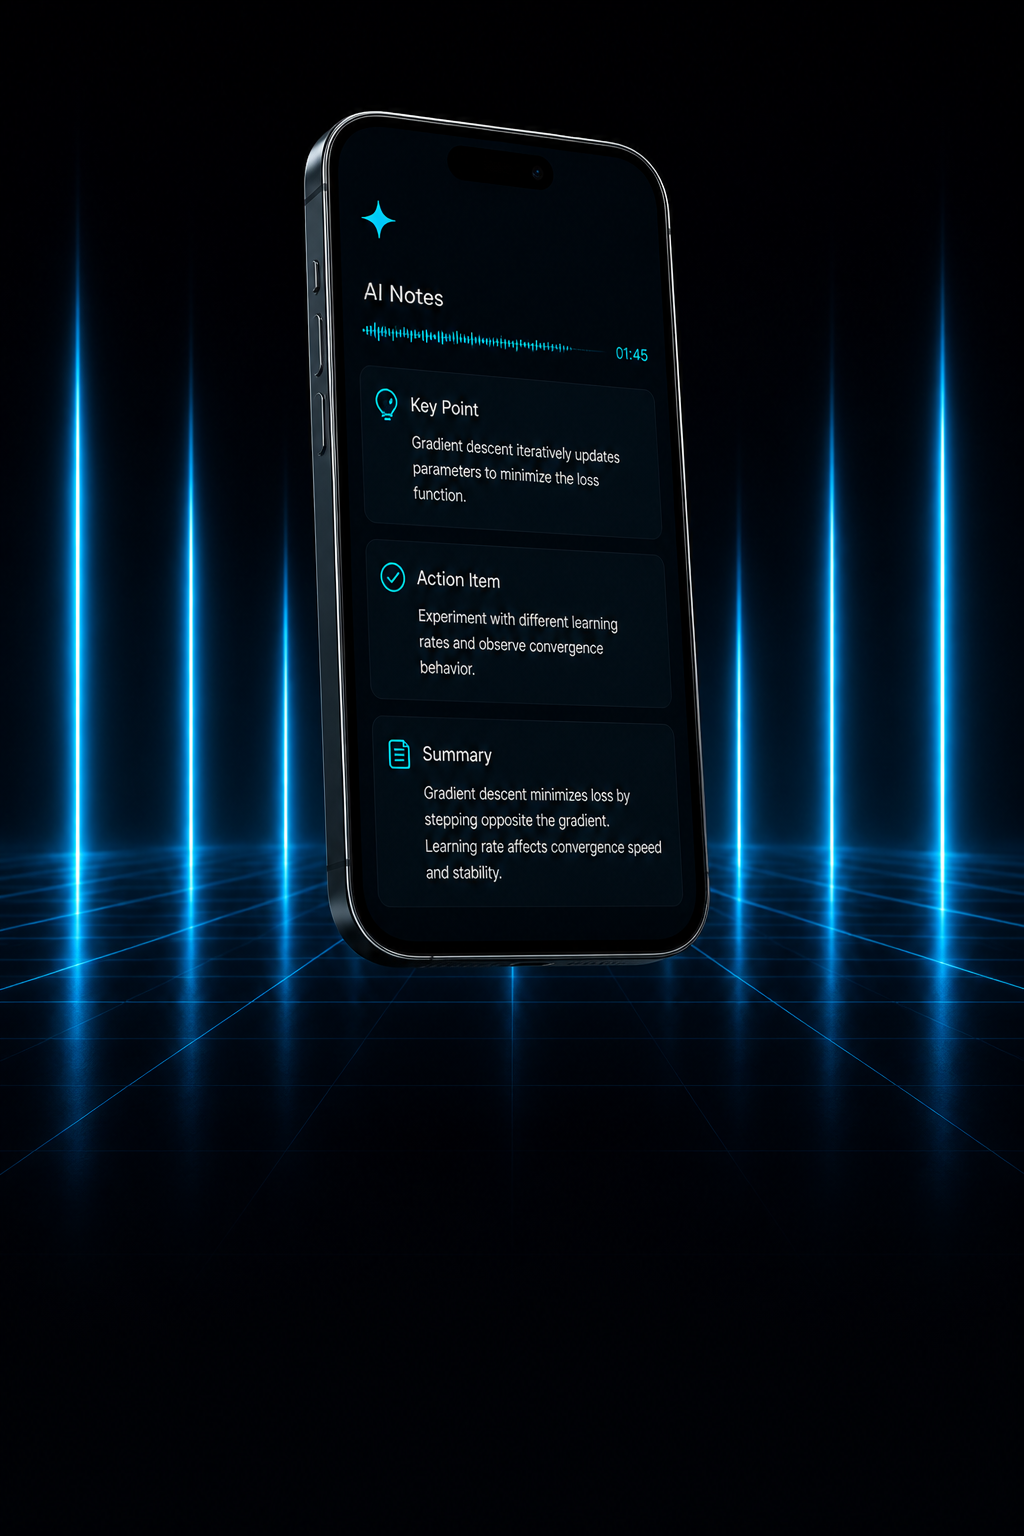 AI Notes
01:45
Key Point
Gradient descent iteratively updates
parameters to minimize the loss
function.
Action Item
Experiment with different learning
rates and observe convergence
behavior.
Summary
Gradient descent minimizes loss by
stepping opposite the gradient.
Learning rate affects convergence speed
and stability.